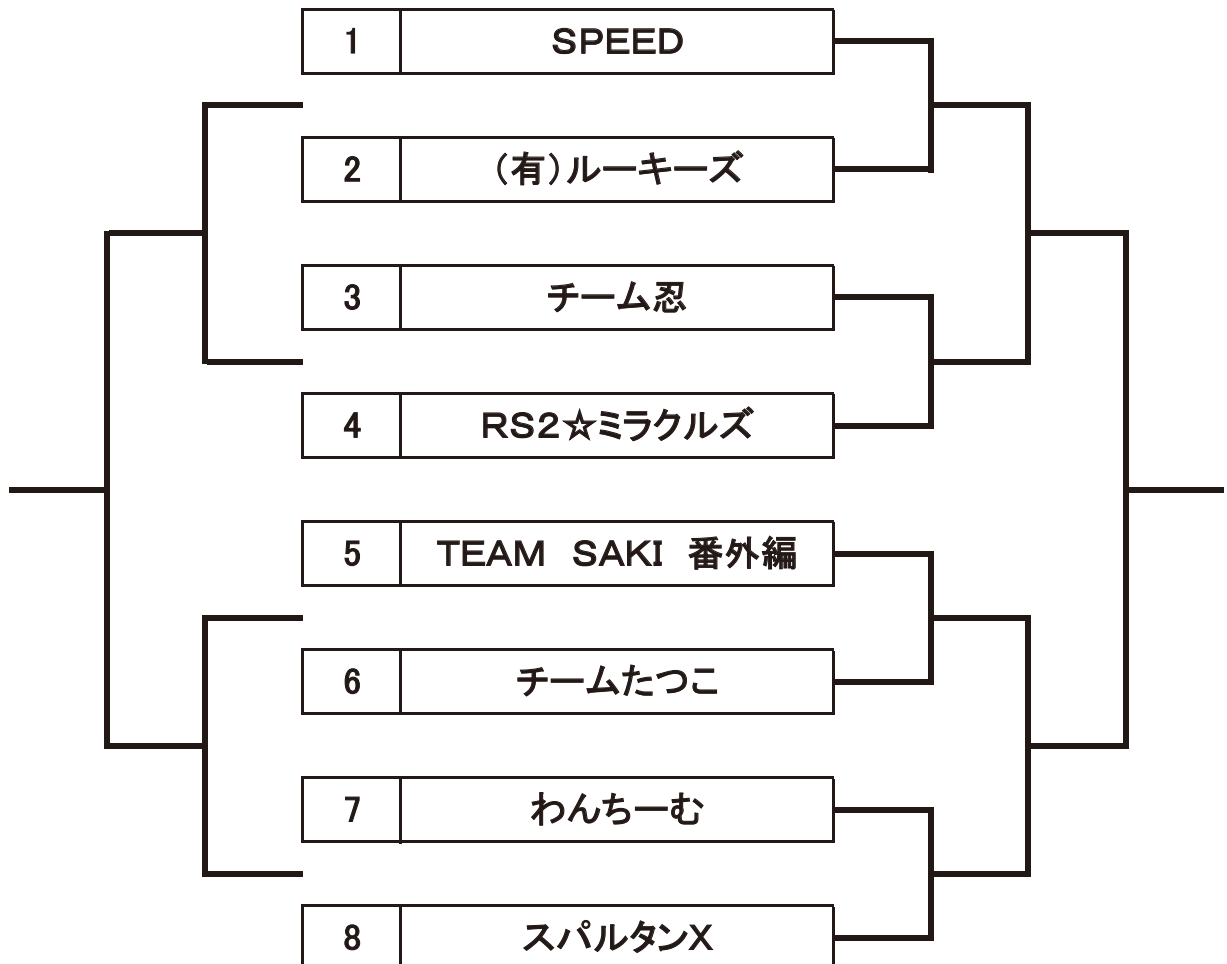 1 SPEED
2 （有）ルーキーズ
3 チーム忍
4 RS2☆ミラクルズ
5 TEAM　SAKI　番外編
6 チームたつこ
7 わんちーむ
8 スパルタンX